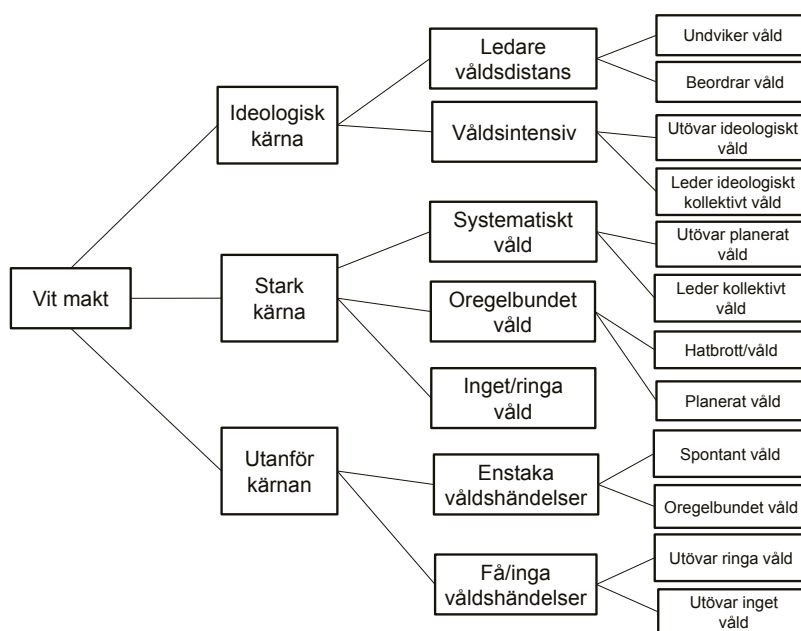 Vit makt
Ideologisk
kärna
Stark
kärna
Utanför
kärnan
Ledare
våldsdistans
Våldsintensiv
Systematiskt
våld
Oregelbundet
våld
Inget/ringa
våld
Enstaka
våldshändelser
Få/inga
våldshändelser
Undviker våld
Beordrar våld
Utövar ideologiskt
våld
Leder ideologiskt
kollektivt våld
Utövar planerat
våld
Leder kollektivt
våld
Hatbrott/våld
Planerat våld
Spontant våld
Oregelbundet våld
Utövar ringa våld
Utövar inget
våld